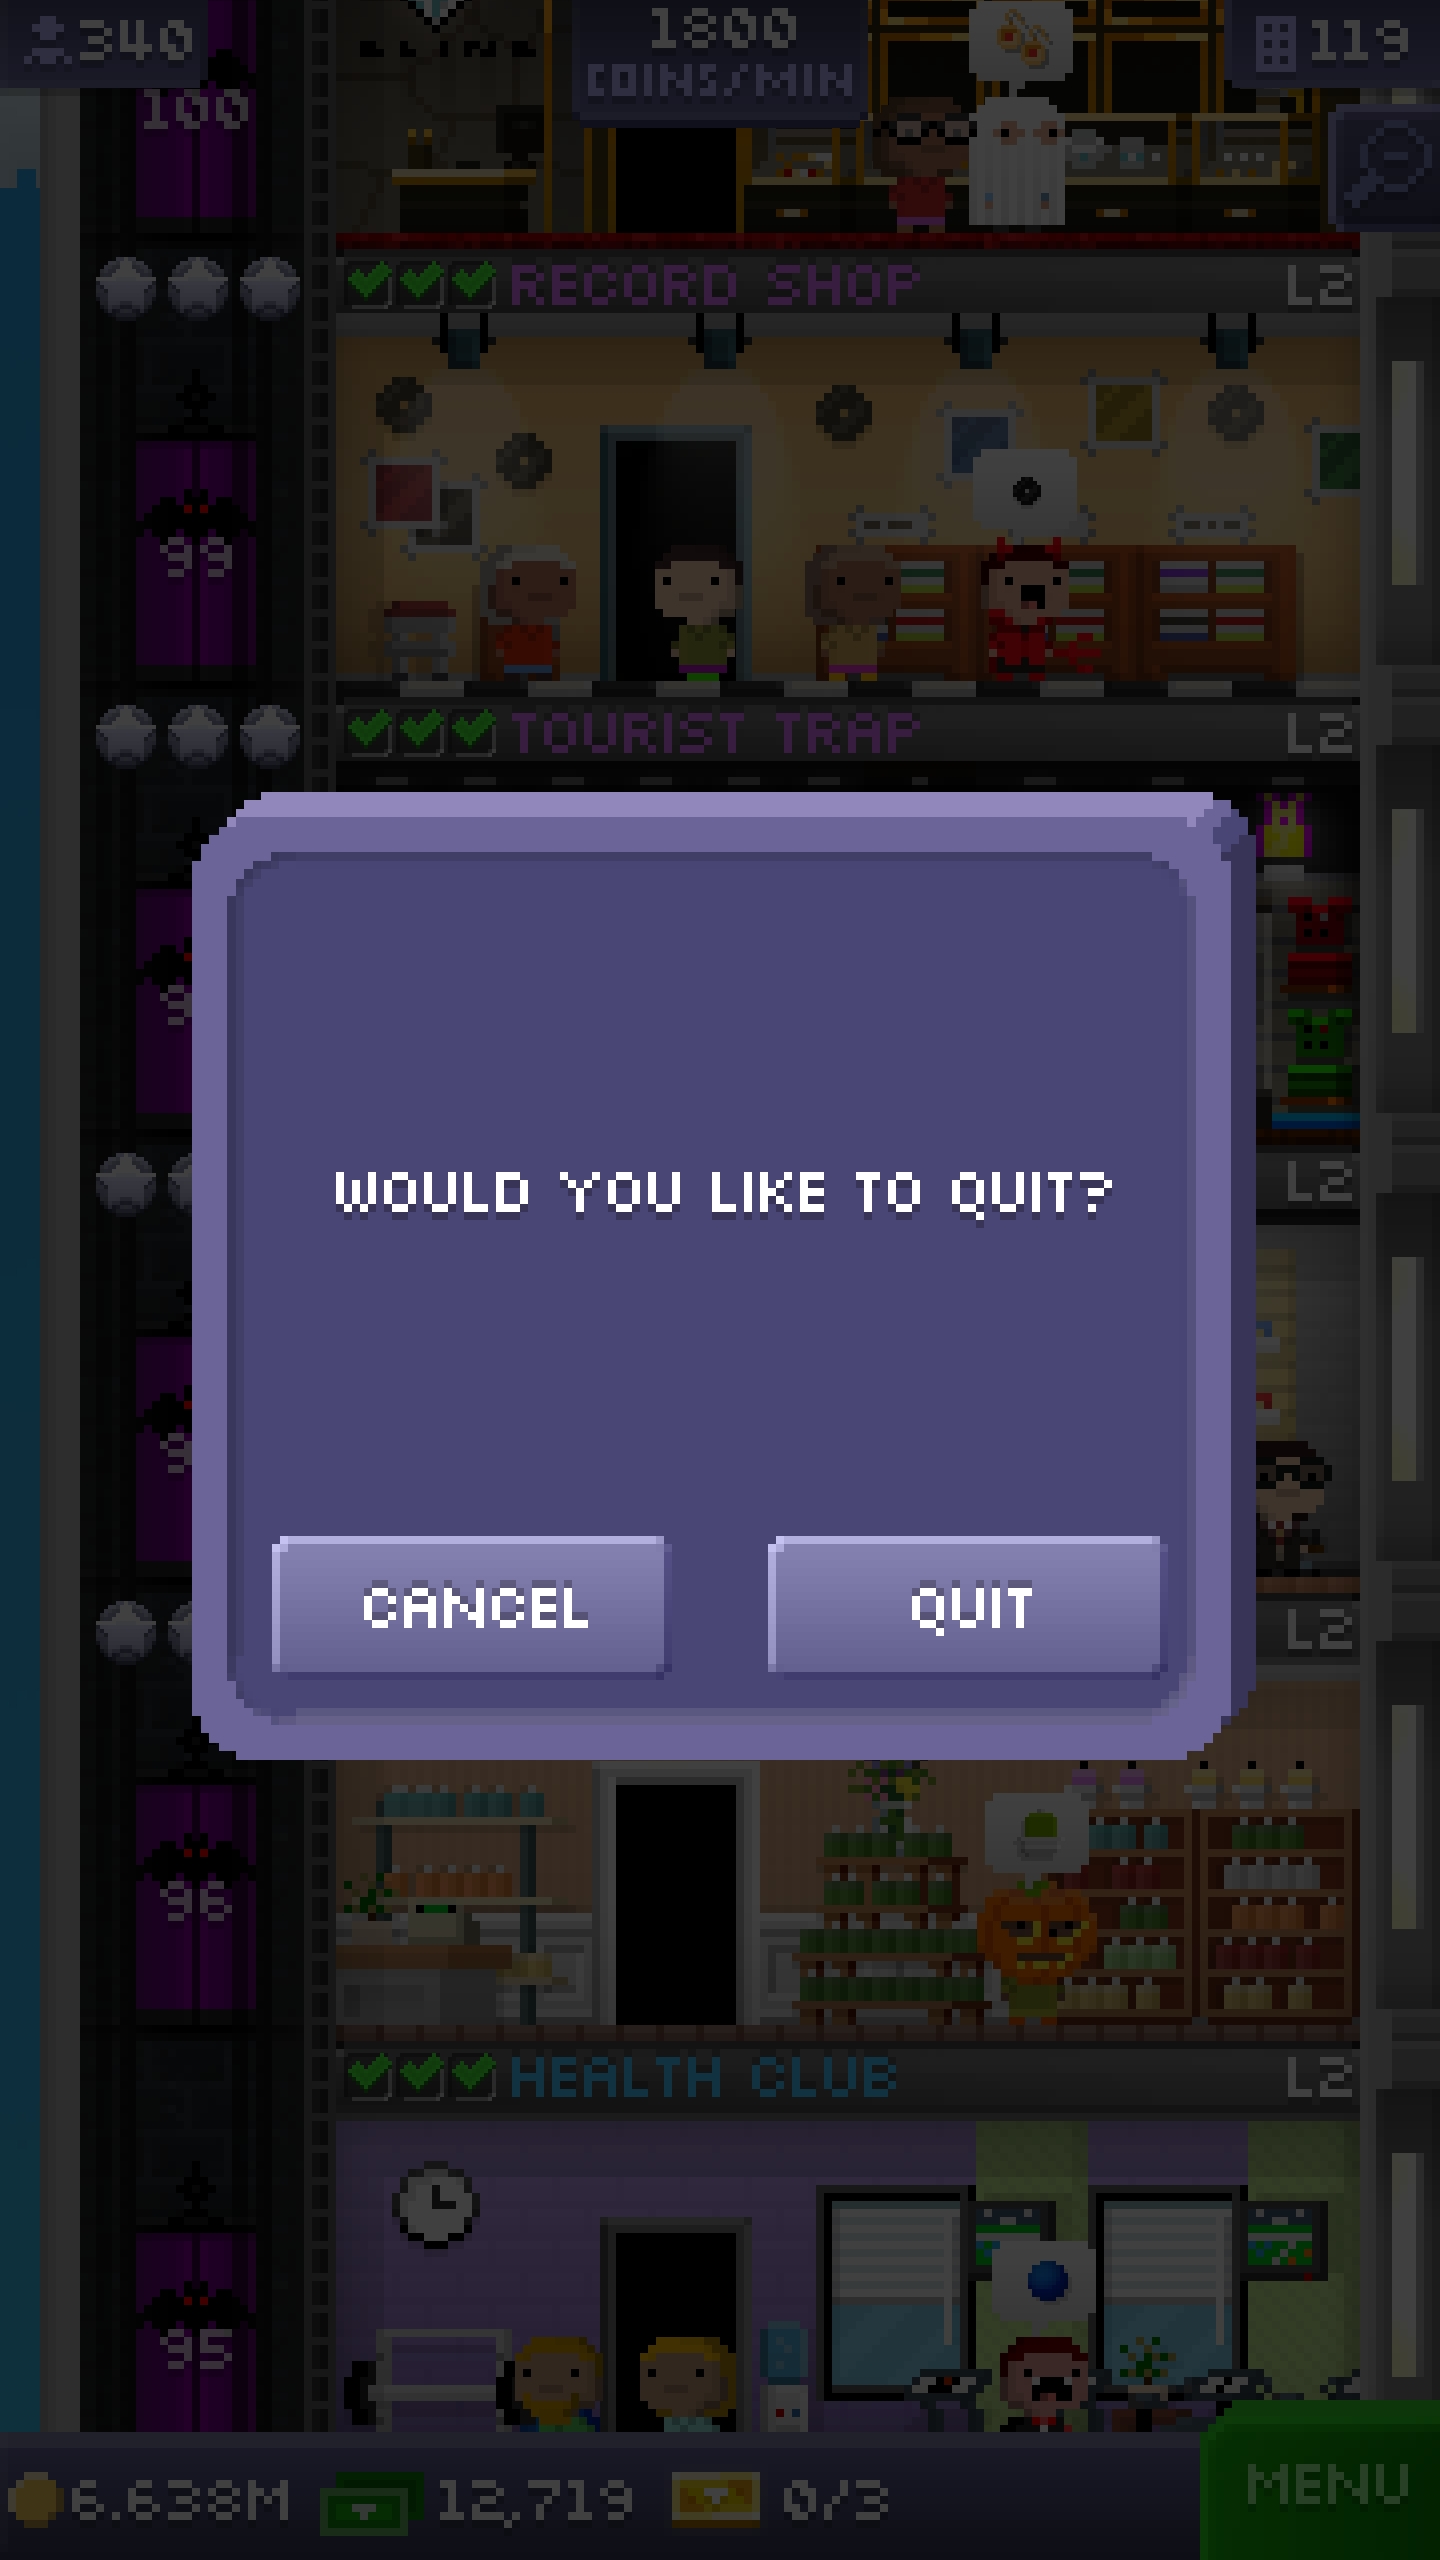 340
1800
COINS/MIN
119
100
RECORD SHOP L2
99
TOURIST TRAP L2
L2
WOULD YOU LIKE TO QUIT?
CANCEL QUIT
L2
96
HEALTH CLUB L2
95
6.638M 12,719 0/3 MENU